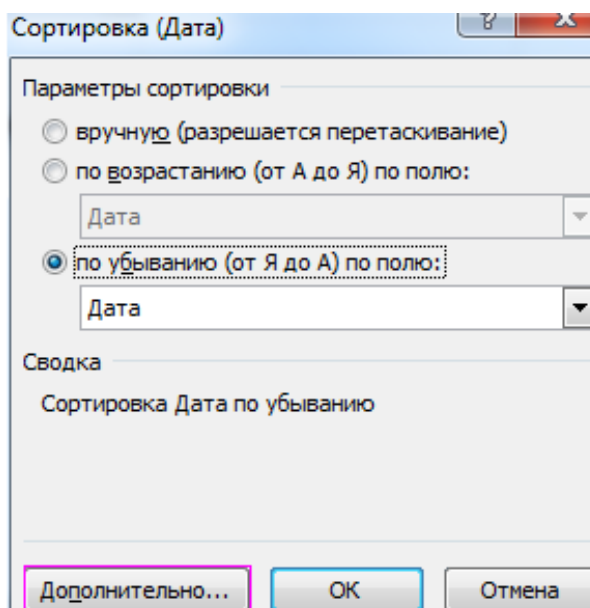 Сортировка (Дата)
? X
Параметры сортировки
вручную (разрешается перетаскивание)
по возрастанию (от А до Я) по полю:
Дата
по убыванию (от Я до А) по полю:
Дата
Сводка
Сортировка Дата по убыванию
Дополнительно... ОК Отмена